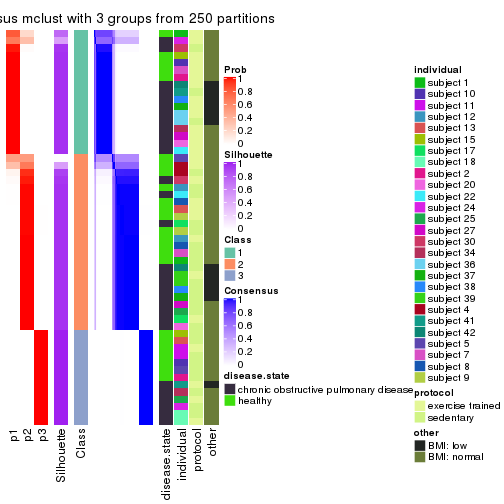 sus mclust with 3 groups from 250 partitions
Prob
1
0.8
0.6
0.4
0.2
0
Silhouette
1
0.8
0.6
0.4
0.2
0
Class
1
2
3
Consensus
1
0.8
0.6
0.4
0.2
0
disease.state
chronic obstructive pulmonary disease
healthy
individual
subject 1
subject 10
subject 11
subject 12
subject 13
subject 15
subject 17
subject 18
subject 2
subject 20
subject 22
subject 24
subject 25
subject 27
subject 30
subject 34
subject 36
subject 37
subject 38
subject 39
subject 4
subject 41
subject 42
subject 5
subject 7
subject 8
subject 9
protocol
exercise trained
sedentary
other
BMI: low
BMI: normal
p1
p2
p3
Silhouette
Class
disease.state
individual
protocol
other